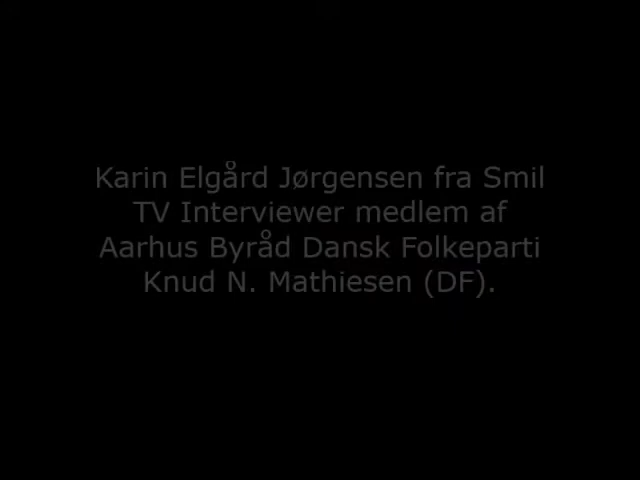 Karin Elgård Jørgensen fra Smil
TV Interviewer medlem af
Aarhus Byråd Dansk Folkeparti
Knud N. Mathiesen (DF).